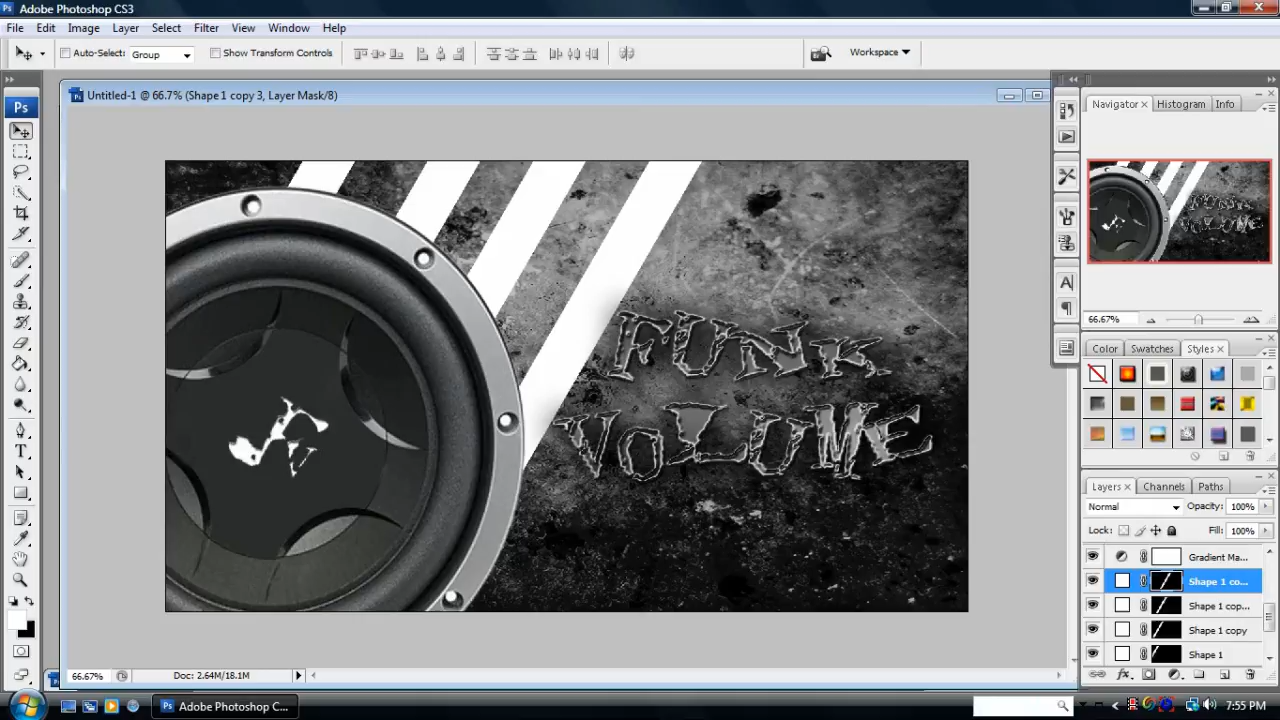 Adobe Photoshop CS3
File Edit Image Layer Select Filter View Window Help
Auto-Select: Group Show Transform Controls Workspace
Untitled-1 @ 66.7% (Shape 1 copy 3, Layer Mask/8)
Ps
Navigator Histogram Info
FUNK
VOLUME
66.67%
Color Swatches Styles
Layers Channels Paths
Normal Opacity: 100%
Lock: Fill: 100%
Gradient Ma...
Shape 1 co...
Shape 1 cop...
Shape 1 copy
Shape 1
66.67% Doc: 2.64M/18.1M
Adobe Photoshop C... 7:55 PM